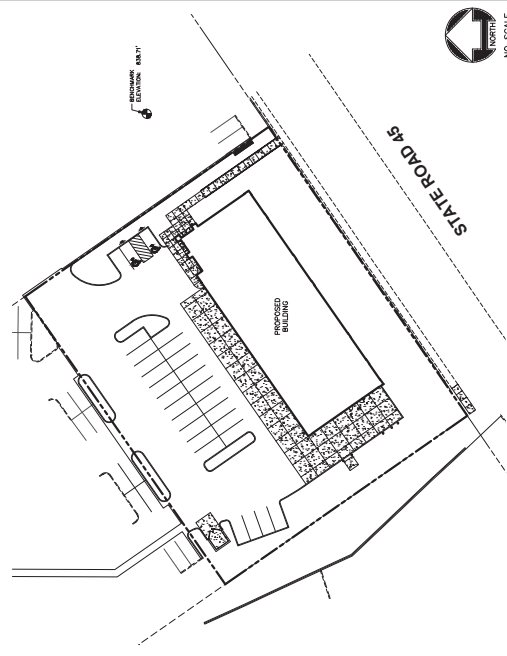 BENCHMARK
ELEVATION: 838.71'
NORTH
NO SCALE
STATE ROAD 45
PROPOSED
BUILDING